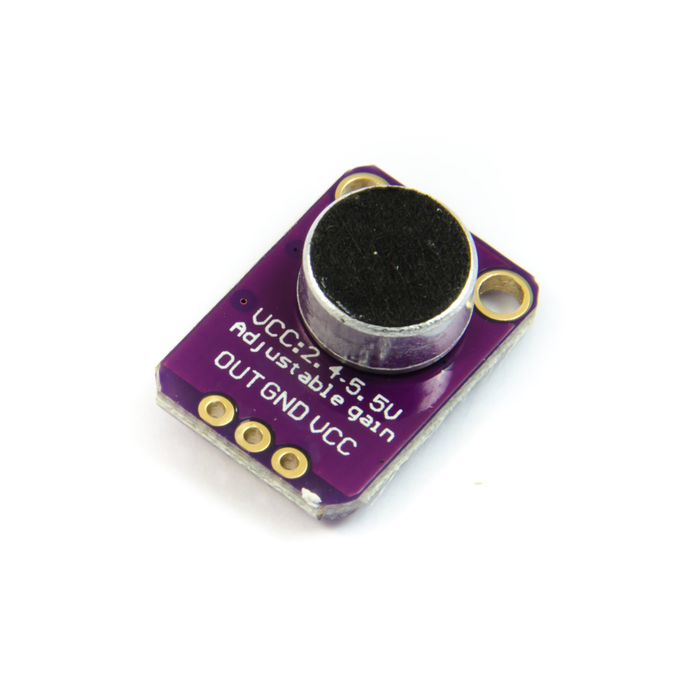 VCC:2.4-5.5V
Adjustable gain
OUT GND VCC